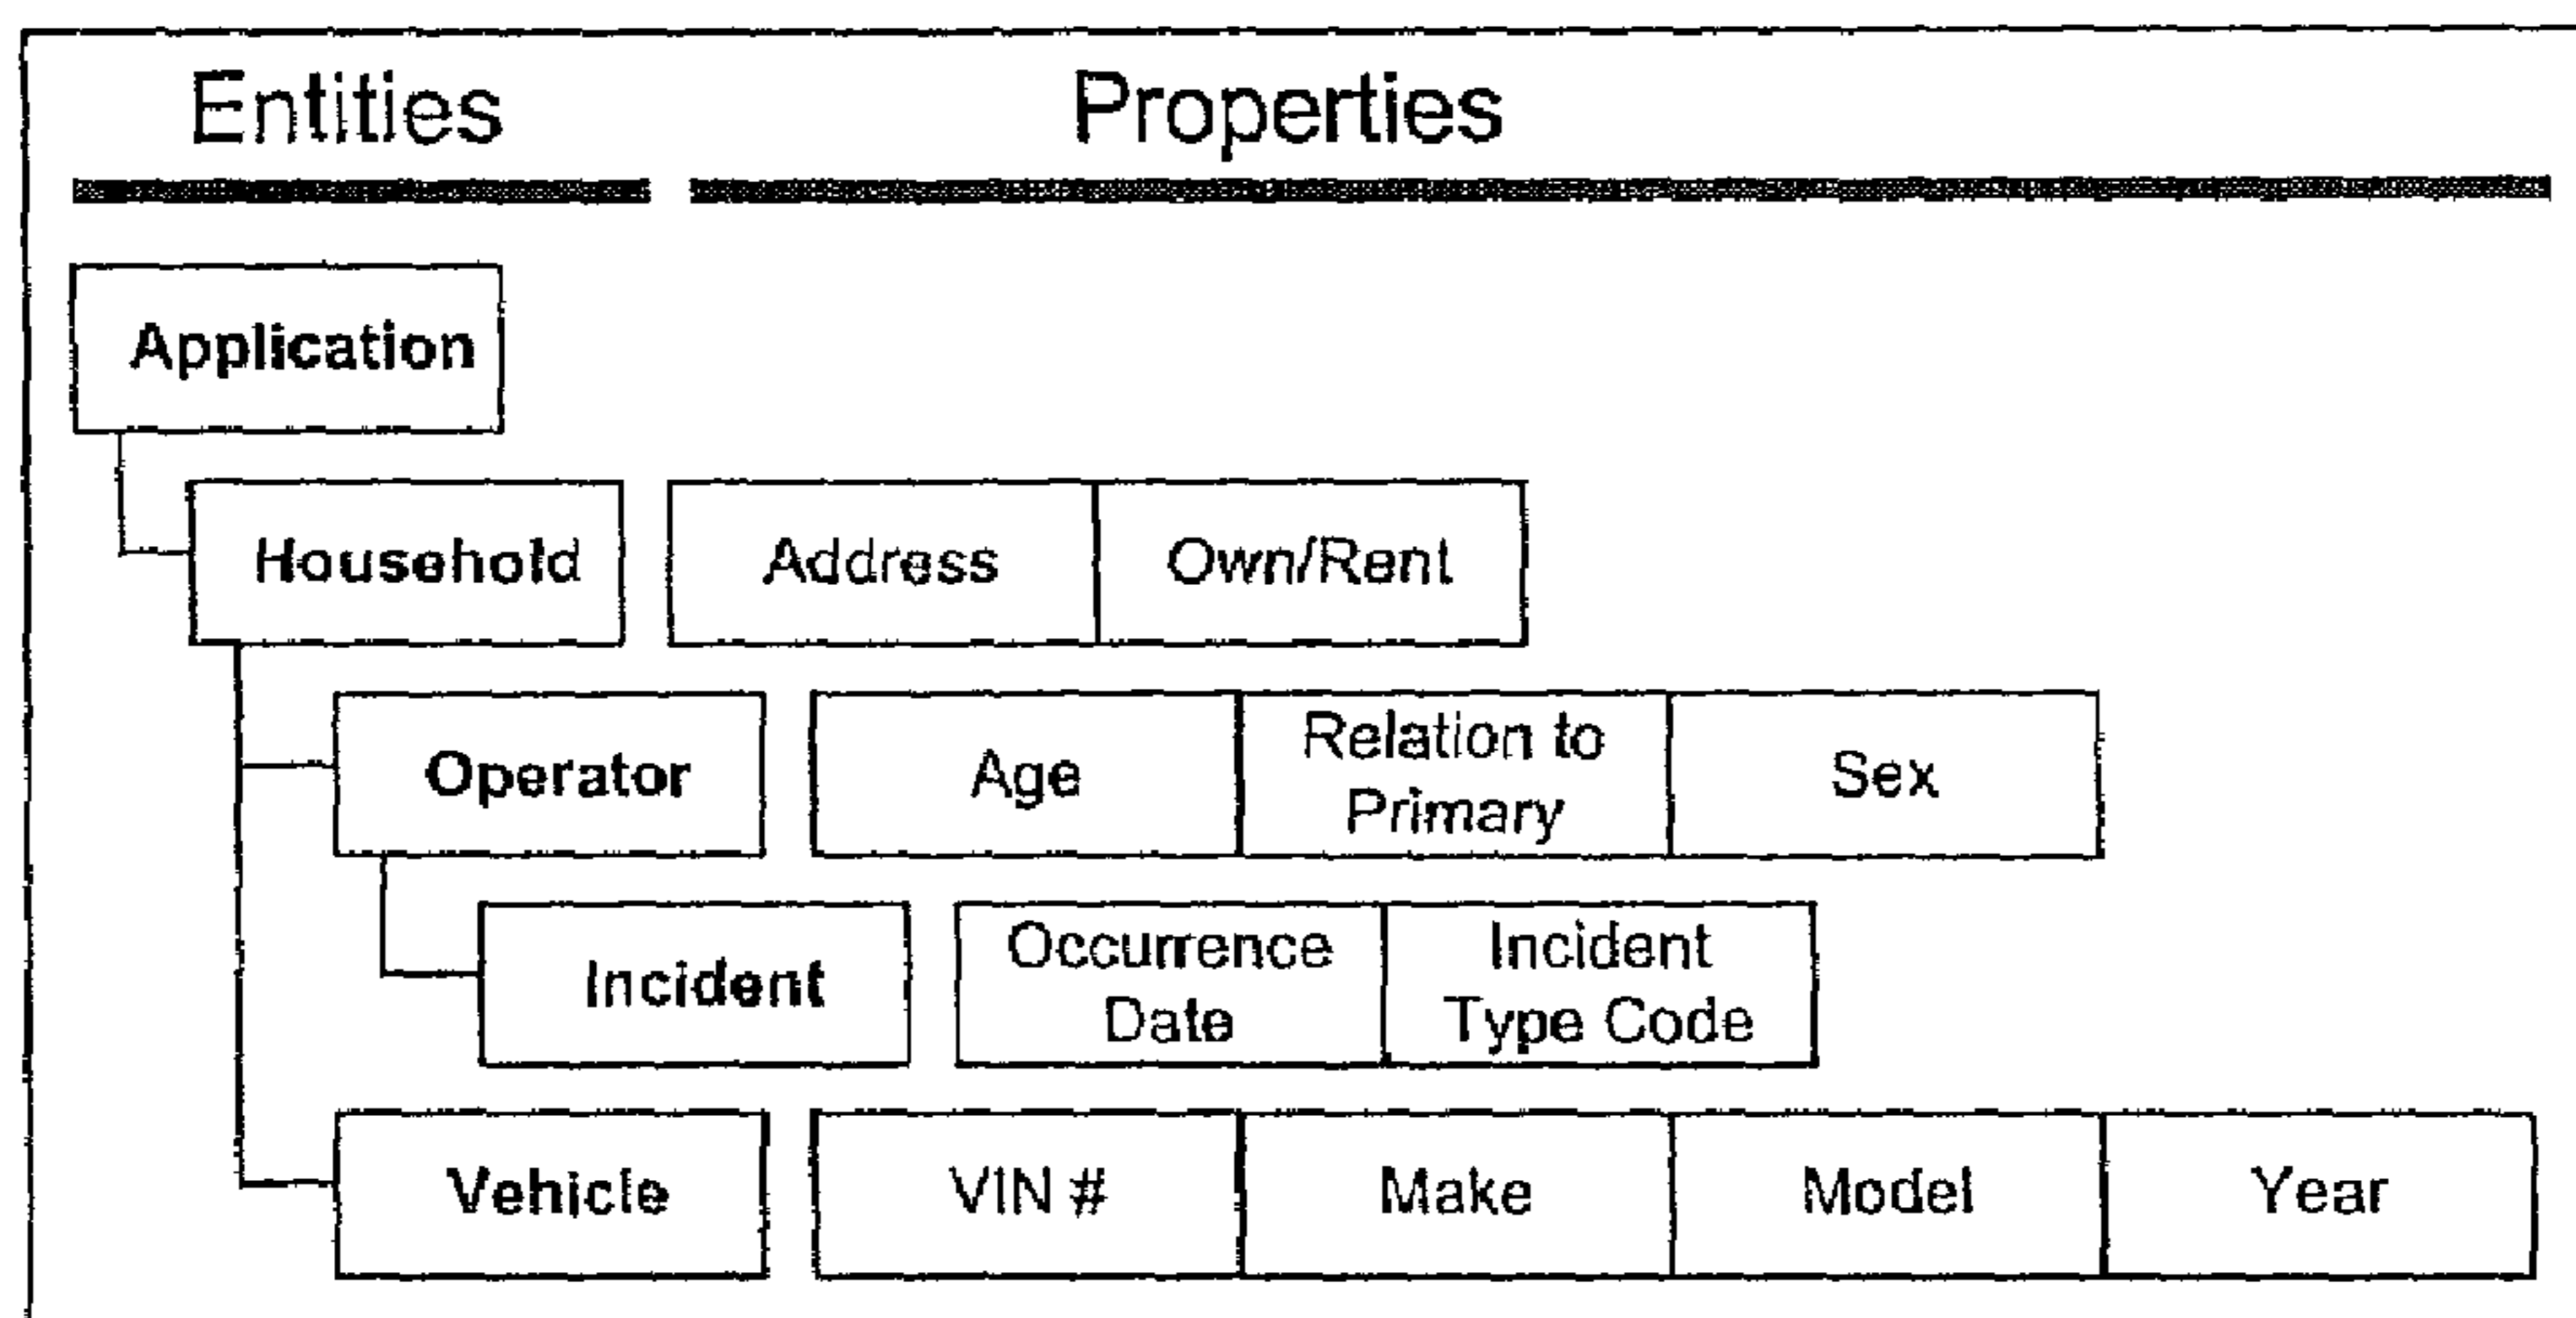 Entities Properties
Application
Household Address Own/Rent
Operator Age Relation to Primary Sex
Incident Occurrence Date Incident Type Code
Vehicle VIN # Make Model Year